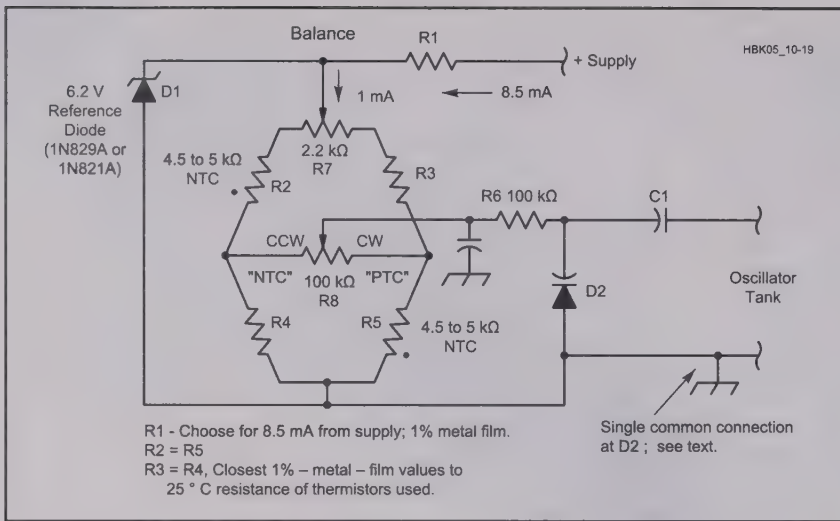 Balance
R1
HBK05_10-19
+ Supply
6.2 V
Reference
Diode
(1N829A or
1N821A)
D1
1 mA
8.5 mA
2.2 kΩ
R7
4.5 to 5 kΩ
NTC
R2
R3
R6 100 kΩ
C1
CCW
CW
"NTC"
100 kΩ
R8
"PTC"
D2
Oscillator
Tank
R4
R5
4.5 to 5 kΩ
NTC
Single common connection
at D2 ; see text.
R1 - Choose for 8.5 mA from supply; 1% metal film.
R2 = R5
R3 = R4, Closest 1% – metal – film values to
25 ° C resistance of thermistors used.